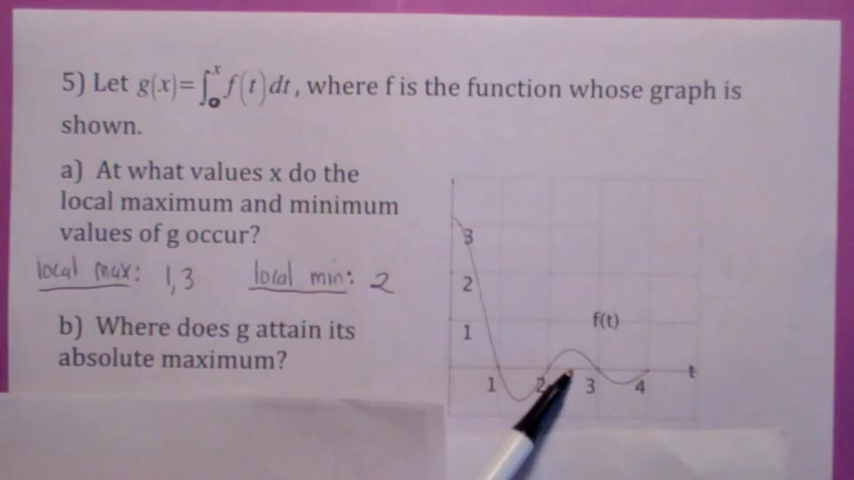 5) Let g(x)=∫₀ˣ f(t)dt, where f is the function whose graph is
shown.
a) At what values x do the
local maximum and minimum
values of g occur?
local max: 1,3 local min: 2
b) Where does g attain its
absolute maximum?
3
2
1
f(t)
1 2 3 4 t